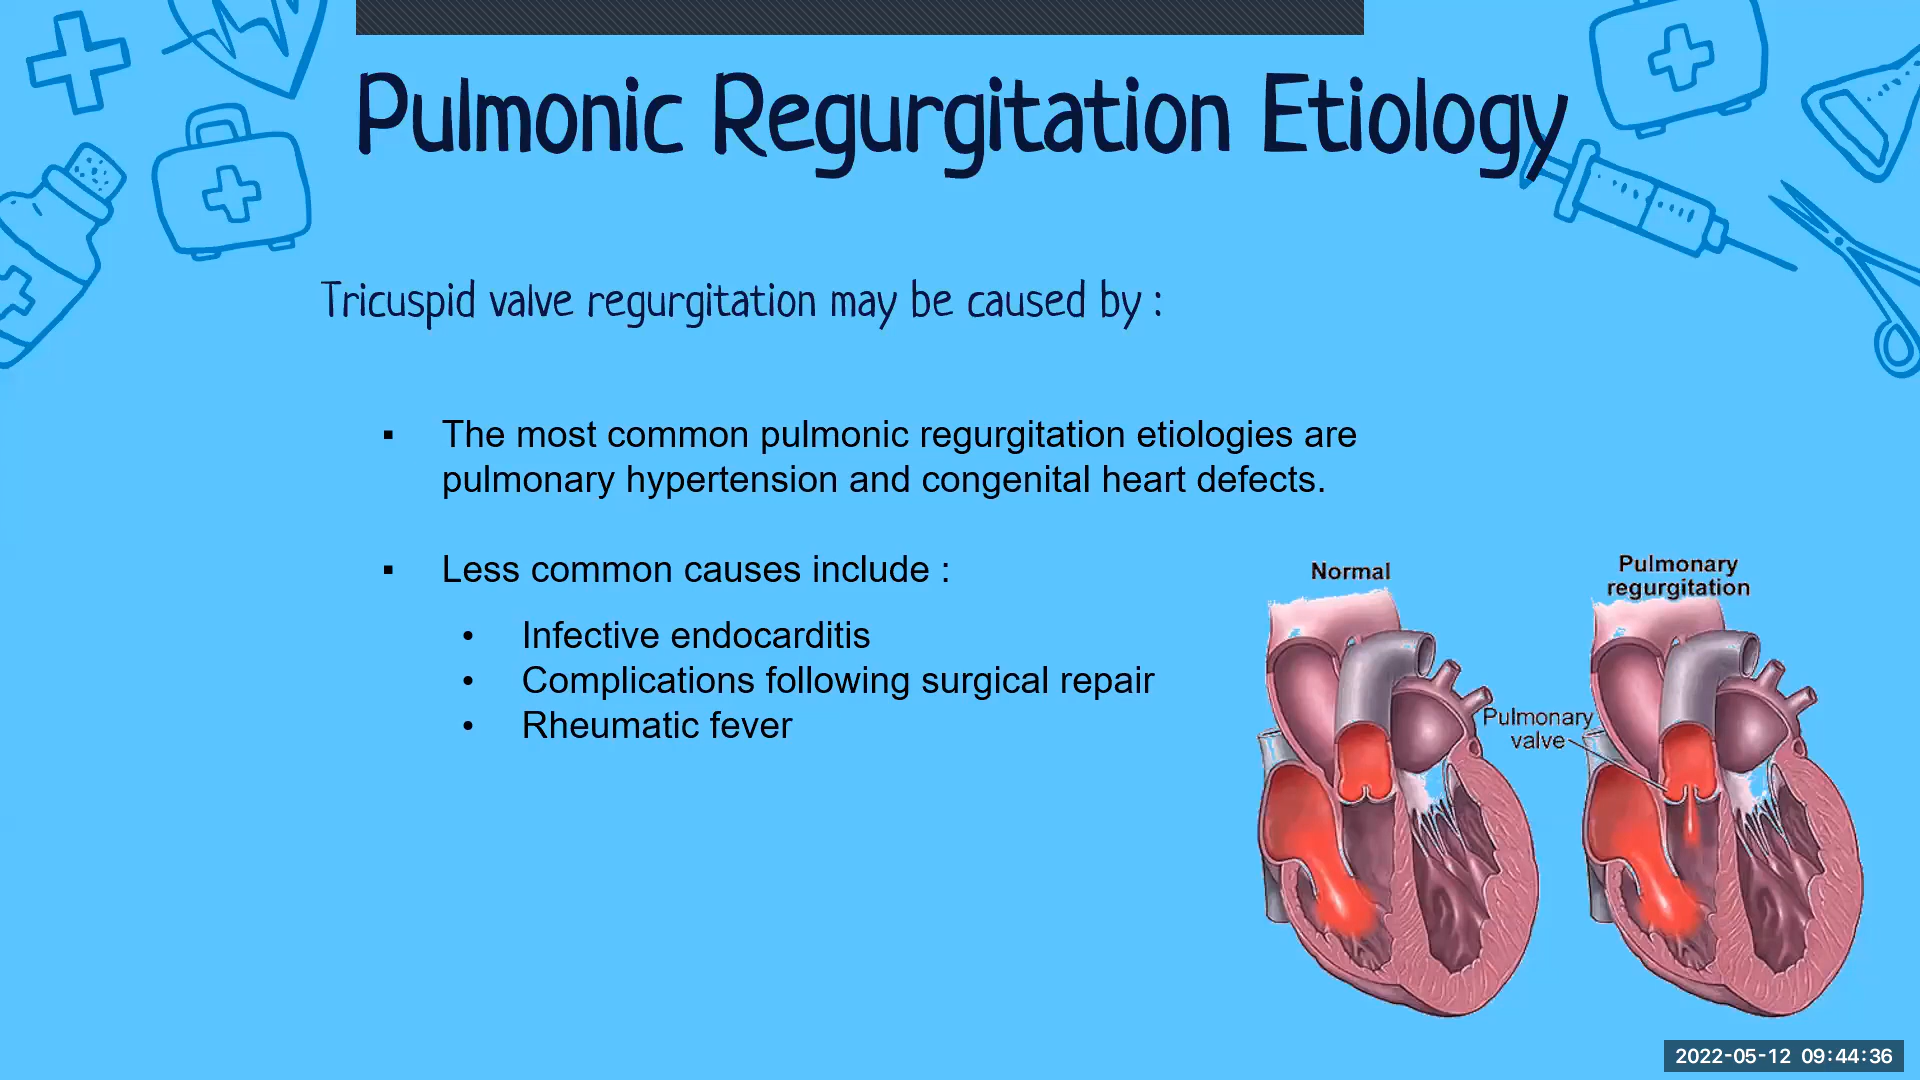 Pulmonic Regurgitation Etiology
Tricuspid valve regurgitation may be caused by :
▪ The most common pulmonic regurgitation etiologies are
pulmonary hypertension and congenital heart defects.
▪ Less common causes include :
• Infective endocarditis
• Complications following surgical repair
• Rheumatic fever
Normal
Pulmonary
regurgitation
Pulmonary
valve
2022-05-12 09:44:36